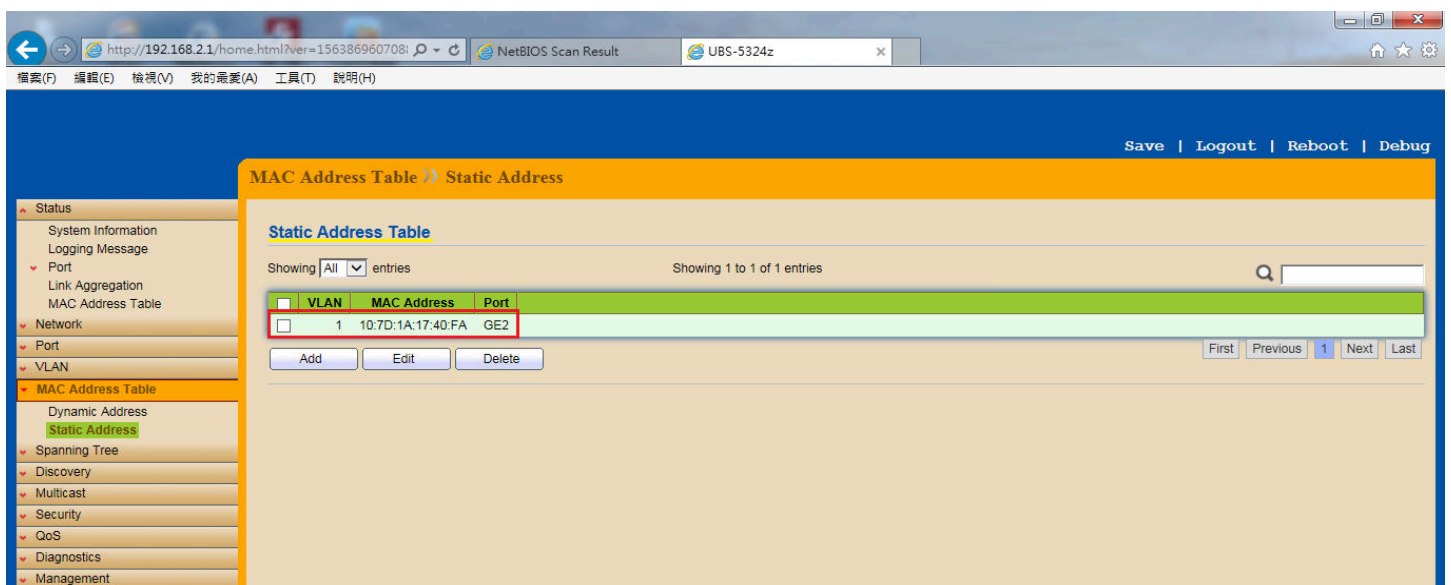 http://192.168.2.1/home.html?ver=156386960708
NetBIOS Scan Result
UBS-5324z
檔案(F) 編輯(E) 檢視(V) 我的最愛(A) 工具(T) 說明(H)
Save | Logout | Reboot | Debug
MAC Address Table Static Address
Status
System Information
Logging Message
Port
Link Aggregation
MAC Address Table
Network
Port
VLAN
MAC Address Table
Dynamic Address
Static Address
Spanning Tree
Discovery
Multicast
Security
QoS
Diagnostics
Management
Static Address Table
Showing All entries
Showing 1 to 1 of 1 entries
VLAN MAC Address Port
1 10:7D:1A:17:40:FA GE2
Add Edit Delete
First Previous 1 Next Last